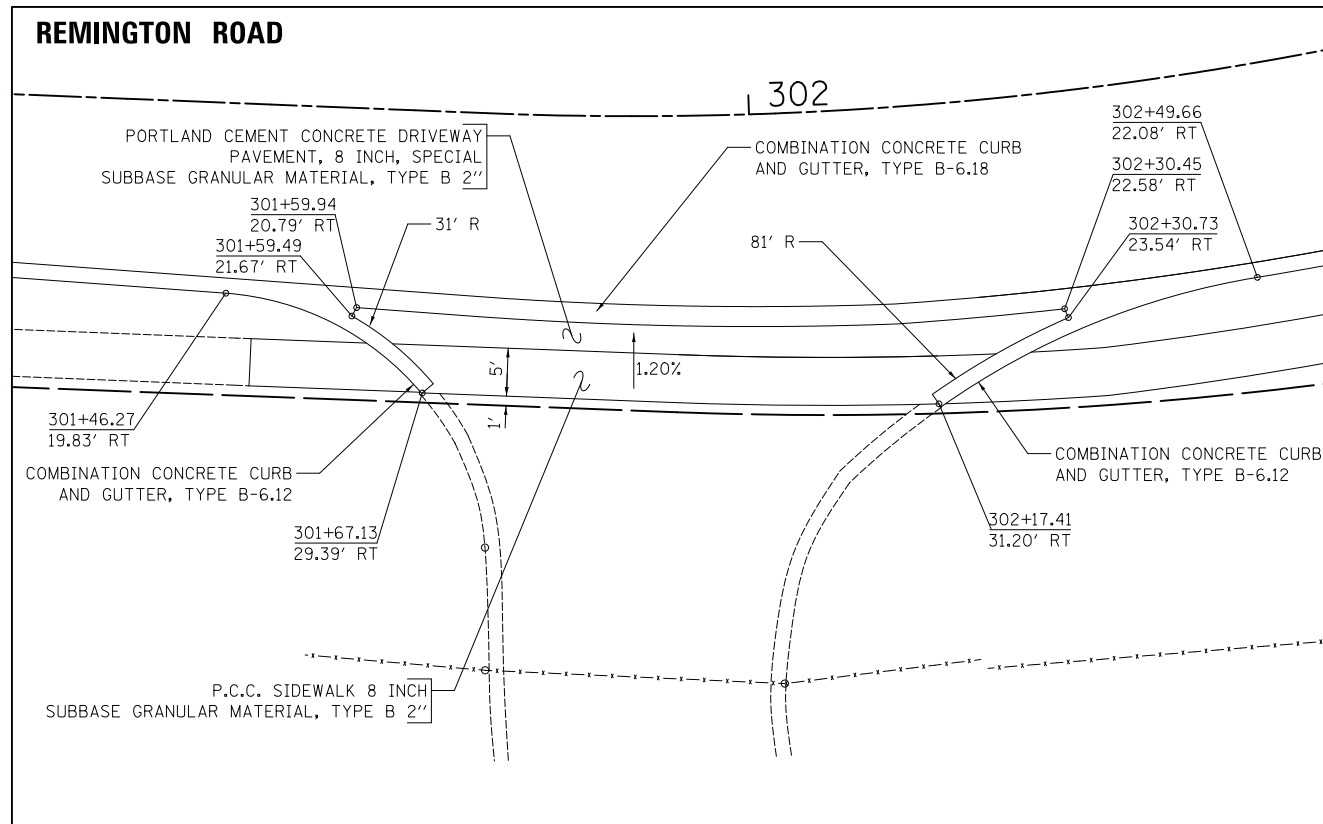 REMINGTON ROAD
302
PORTLAND CEMENT CONCRETE DRIVEWAY
PAVEMENT, 8 INCH, SPECIAL
SUBBASE GRANULAR MATERIAL, TYPE B 2''
COMBINATION CONCRETE CURB
AND GUTTER, TYPE B-6.18
302+49.66
22.08' RT
302+30.45
22.58' RT
302+30.73
23.54' RT
301+59.94
20.79' RT
301+59.49
21.67' RT
31' R
81' R
5'
1.20%
1'
301+46.27
19.83' RT
COMBINATION CONCRETE CURB
AND GUTTER, TYPE B-6.12
COMBINATION CONCRETE CURB
AND GUTTER, TYPE B-6.12
301+67.13
29.39' RT
302+17.41
31.20' RT
P.C.C. SIDEWALK 8 INCH
SUBBASE GRANULAR MATERIAL, TYPE B 2''